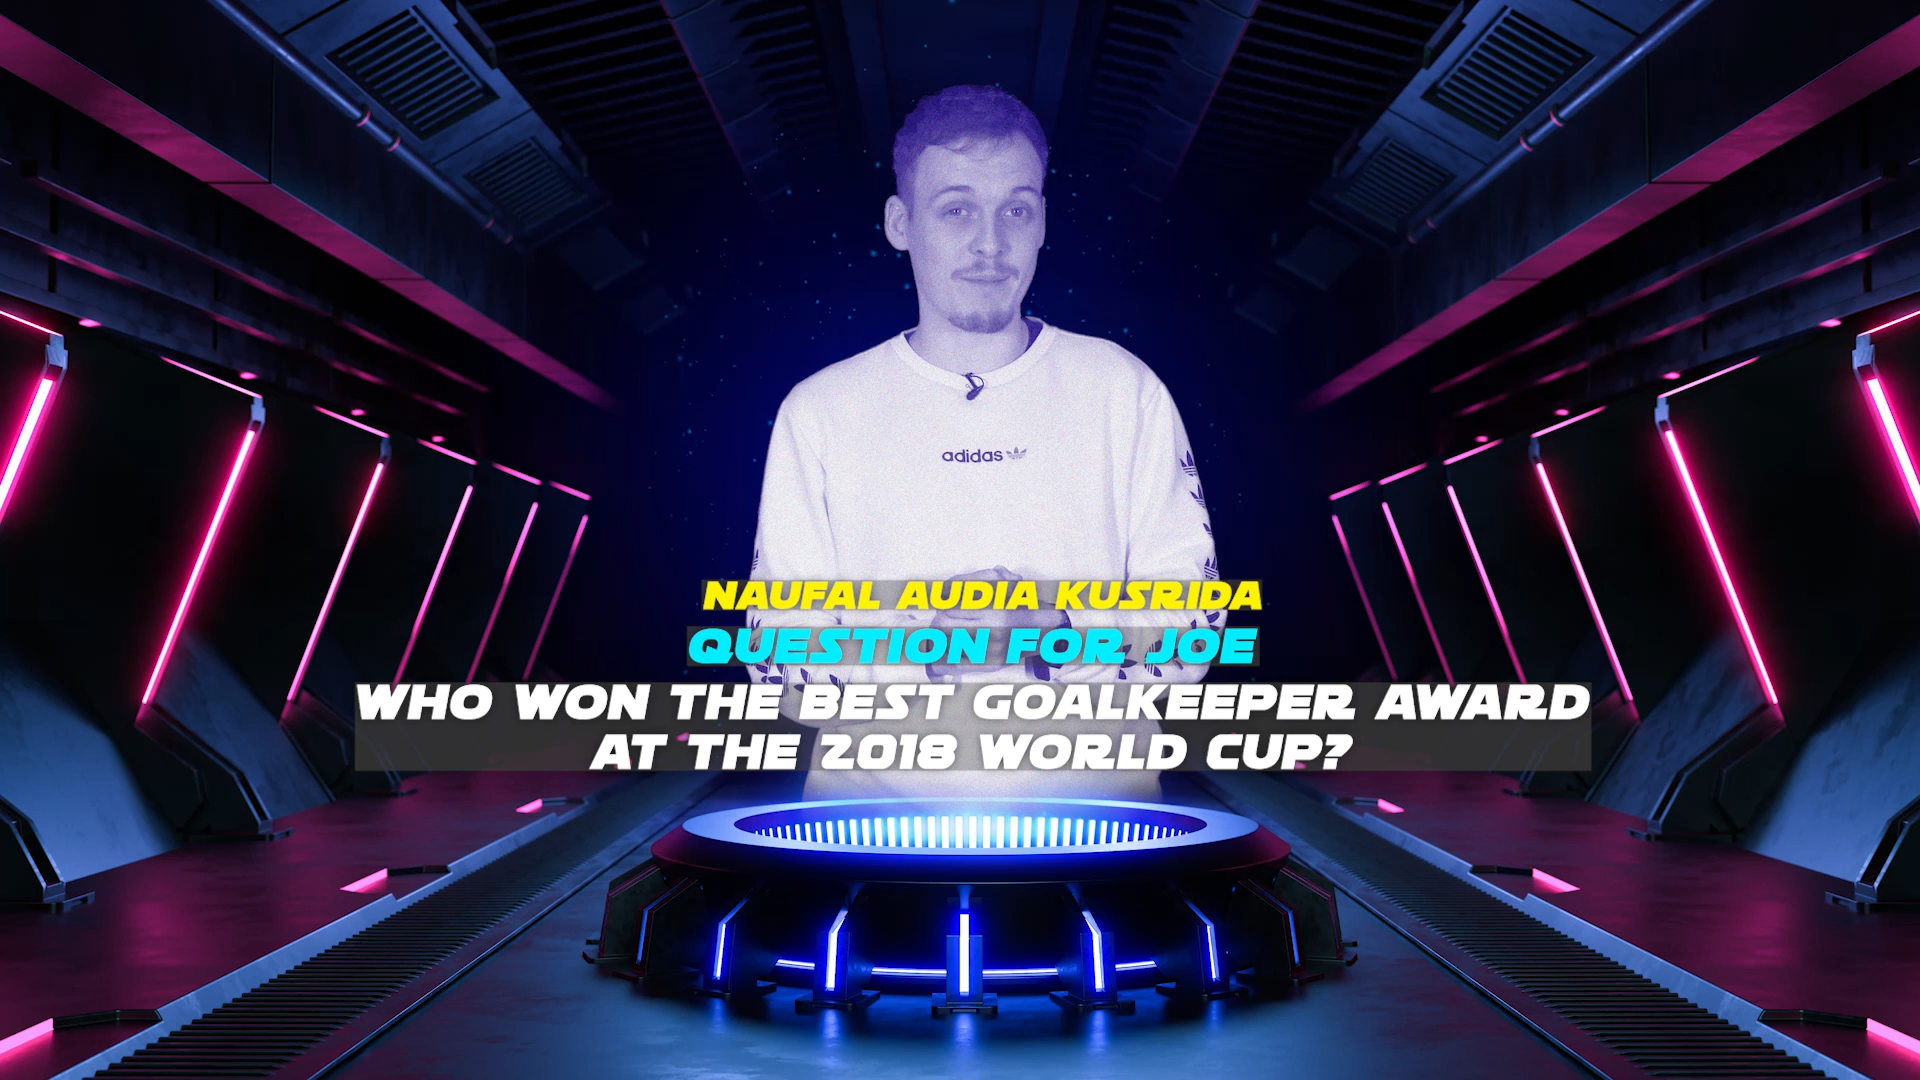 adidas
NAUFAL AUDIA KUSRIDA
QUESTION FOR JOE
WHO WON THE BEST GOALKEEPER AWARD
AT THE 2018 WORLD CUP?